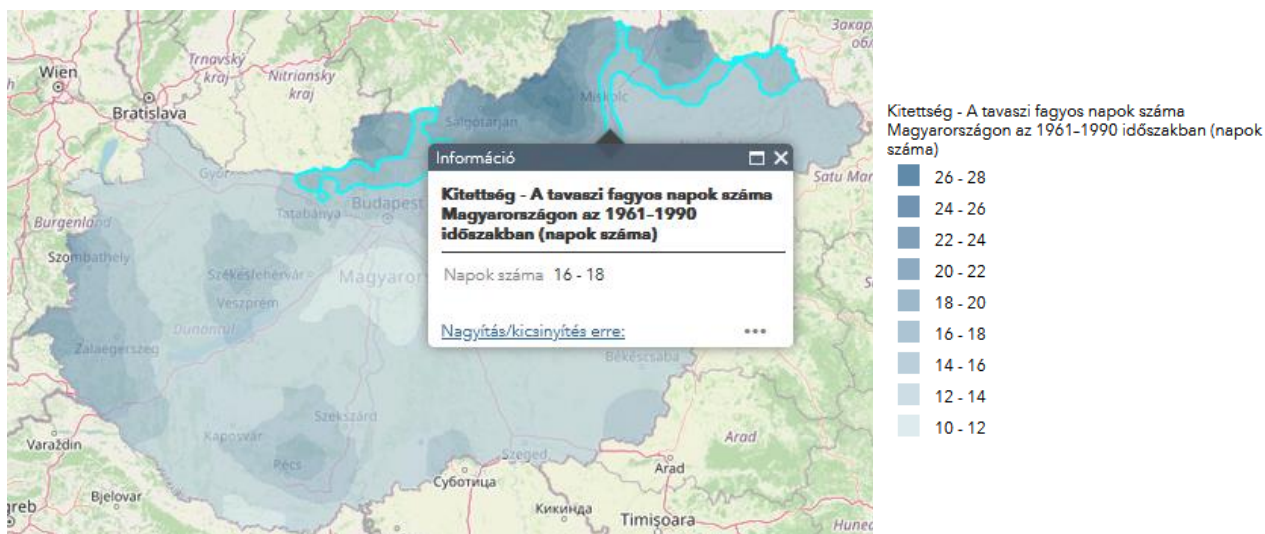 Wien
Bratislava
Trnavský
kraj
Nitriansky
kraj
Salgótarján
Miskolc
Győr
Tatabánya
Budapest
Burgenland
Szombathely
Székesfehérvár
Veszprém
Magyaror
Dunántúl
Zalaegerszeg
Szekszárd
Kaposvár
Pécs
Szeged
Békéscsaba
Satu Mar
Varaždin
Bjelovar
greb
Суботица
Кикинда
Arad
Arad
Timișoara
Huned
Információ
Kitettség - A tavaszi fagyos napok száma
Magyarországon az 1961–1990
időszakban (napok száma)
Napok száma 16 - 18
Nagyítás/kicsinyítés erre:
Kitettség - A tavaszi fagyos napok száma
Magyarországon az 1961–1990 időszakban (napok
száma)
26 - 28
24 - 26
22 - 24
20 - 22
18 - 20
16 - 18
14 - 16
12 - 14
10 - 12